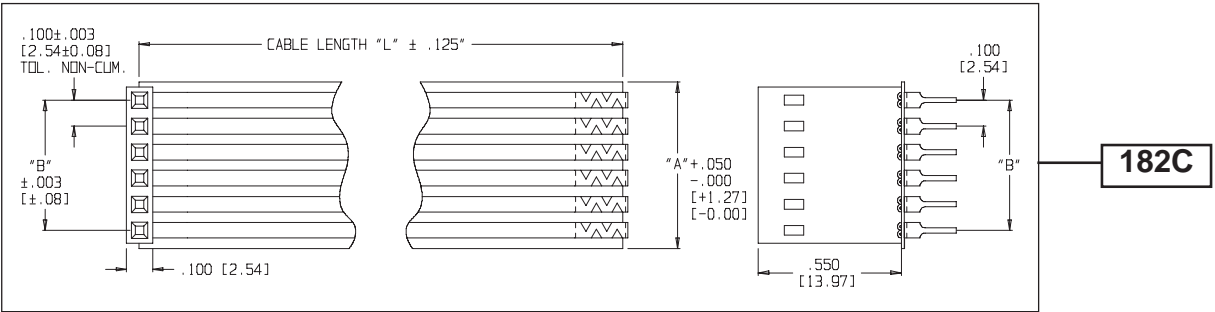 .100±.003
[2.54±0.08]
TOL. NON-CUM.
CABLE LENGTH "L" ± .125"
.100
[2.54]
"B"
±.003
[±.08]
"A" +.050
-.000
[+1.27]
[-0.00]
"B"
182C
.100 [2.54]
.550
[13.97]